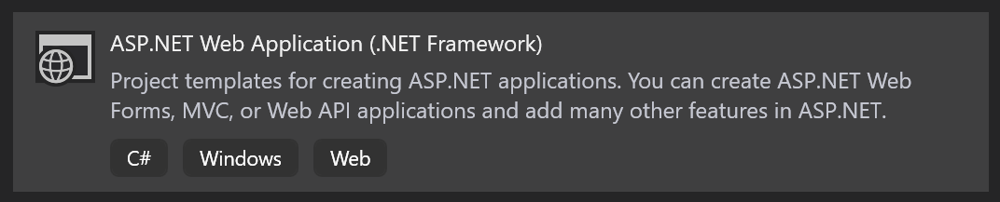 ASP.NET Web Application (.NET Framework)
Project templates for creating ASP.NET applications. You can create ASP.NET Web
Forms, MVC, or Web API applications and add many other features in ASP.NET.
C# Windows Web